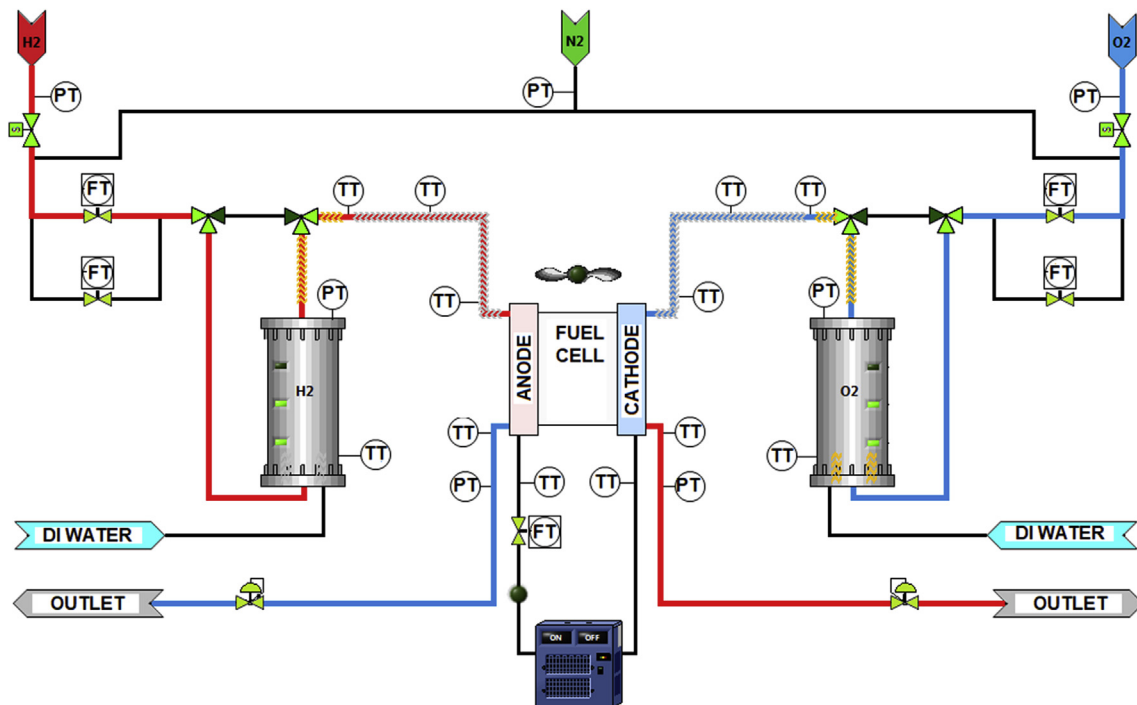 H2
N2
O2
PT
PT
PT
S
S
FT
FT
TT
TT
TT
TT
FT
FT
PT
TT
TT
PT
FUEL
CELL
ANODE
CATHODE
H2
O2
TT
TT
TT
TT
PT
TT
TT
PT
FT
DI WATER
DI WATER
OUTLET
OUTLET
ON
OFF